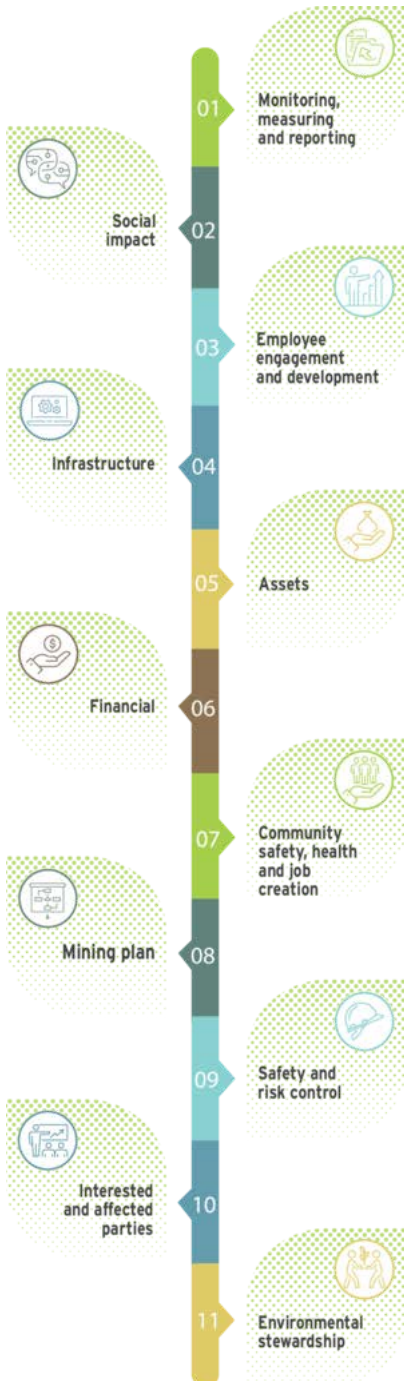 01
Monitoring,
measuring
and reporting
Social
impact
02
03
Employee
engagement
and development
Infrastructure
04
05
Assets
$
Financial
06
07
Community
safety, health
and job
creation
Mining plan
08
09
Safety and
risk control
Interested
and affected
parties
10
11
Environmental
stewardship